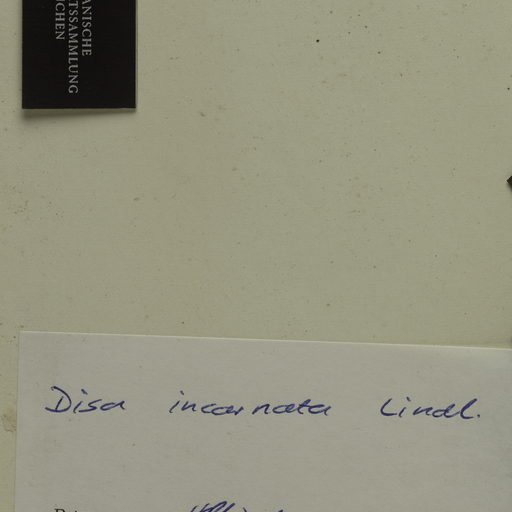 Disa incarnata Lindl.
ANISCHE
TSSAMMLUNG
CHEN